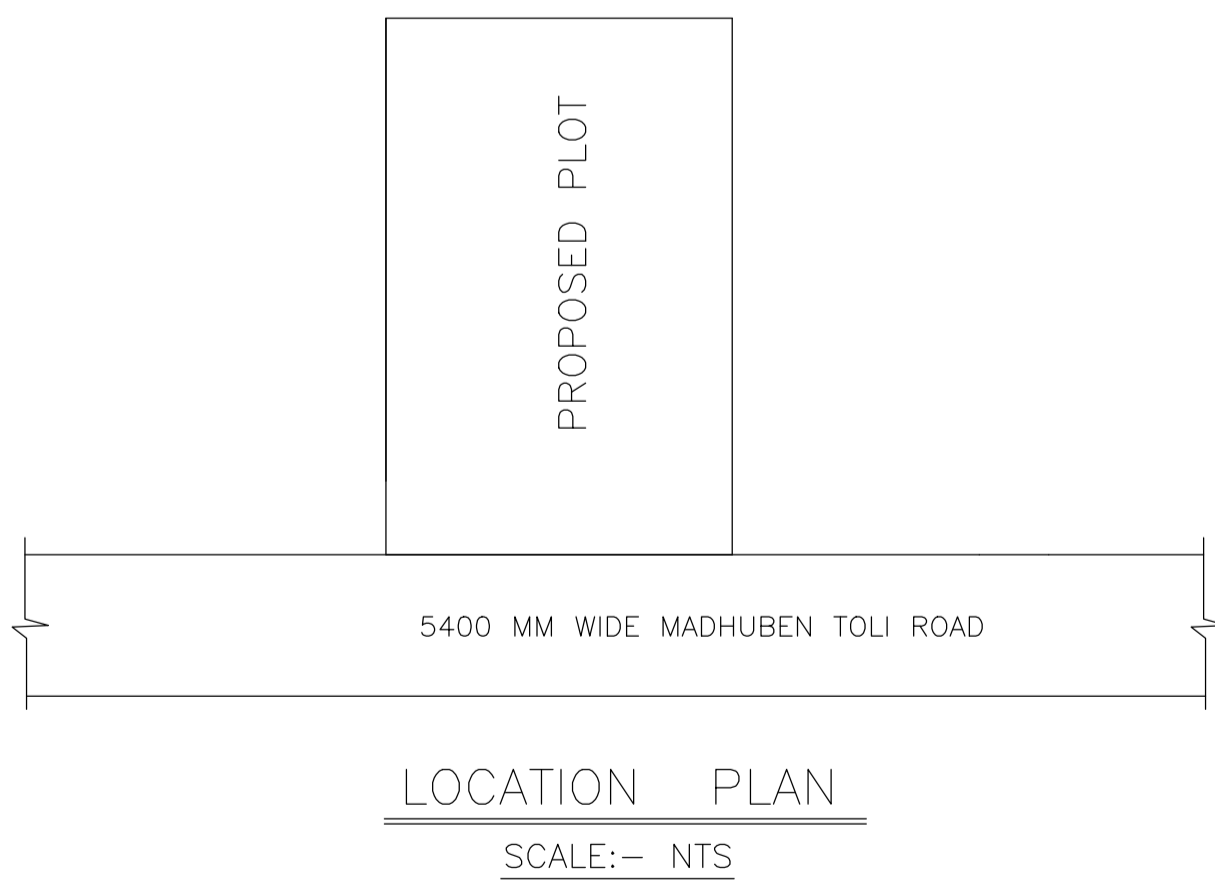 PROPOSED PLOT
5400 MM WIDE MADHUBEN TOLI ROAD
LOCATION PLAN
SCALE:- NTS